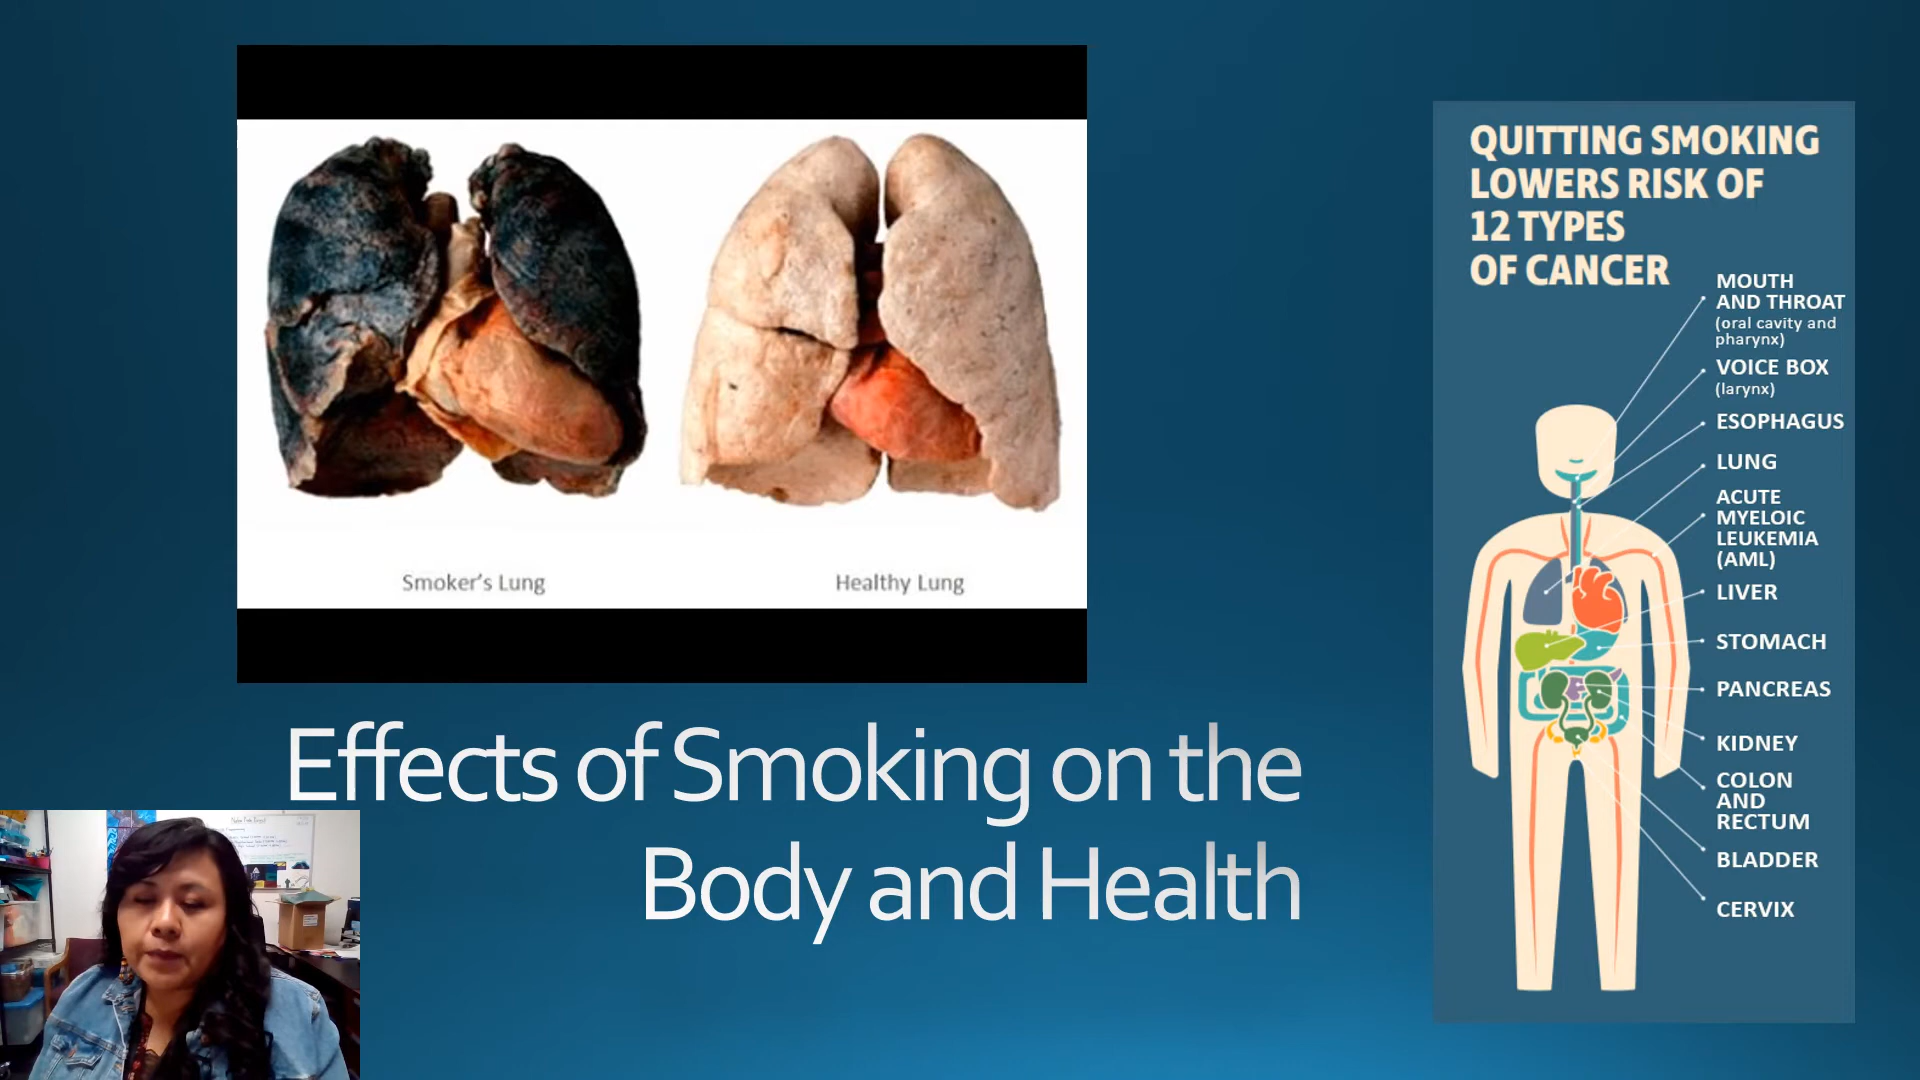 Smoker's Lung
Healthy Lung
Effects of Smoking on the
Body and Health
QUITTING SMOKING
LOWERS RISK OF
12 TYPES
OF CANCER
MOUTH
AND THROAT
(oral cavity and
pharynx)
VOICE BOX
(larynx)
ESOPHAGUS
LUNG
ACUTE
MYELOIC
LEUKEMIA
(AML)
LIVER
STOMACH
PANCREAS
KIDNEY
COLON
AND
RECTUM
BLADDER
CERVIX